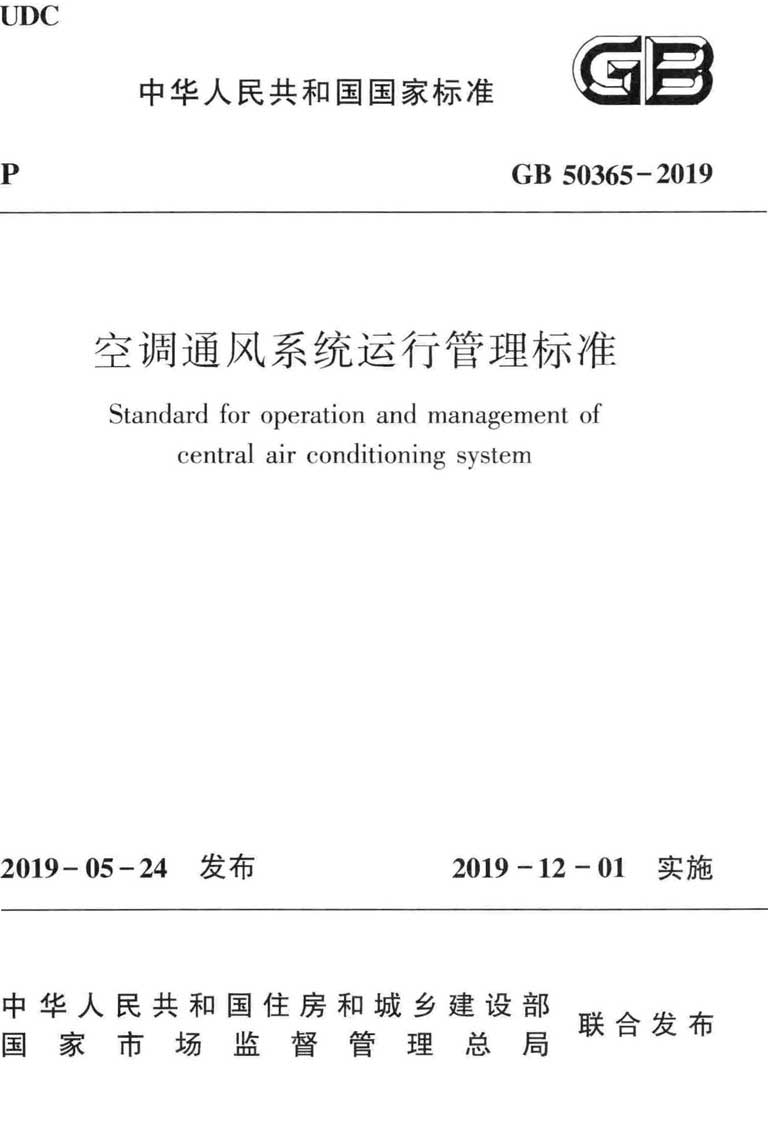 UDC
中华人民共和国国家标准
GB
P
GB 50365-2019
空调通风系统运行管理标准
Standard for operation and management of
central air conditioning system
2019-05-24 发布
2019-12-01 实施
中华人民共和国住房和城乡建设部
国家市场监督管理总局
联合发布